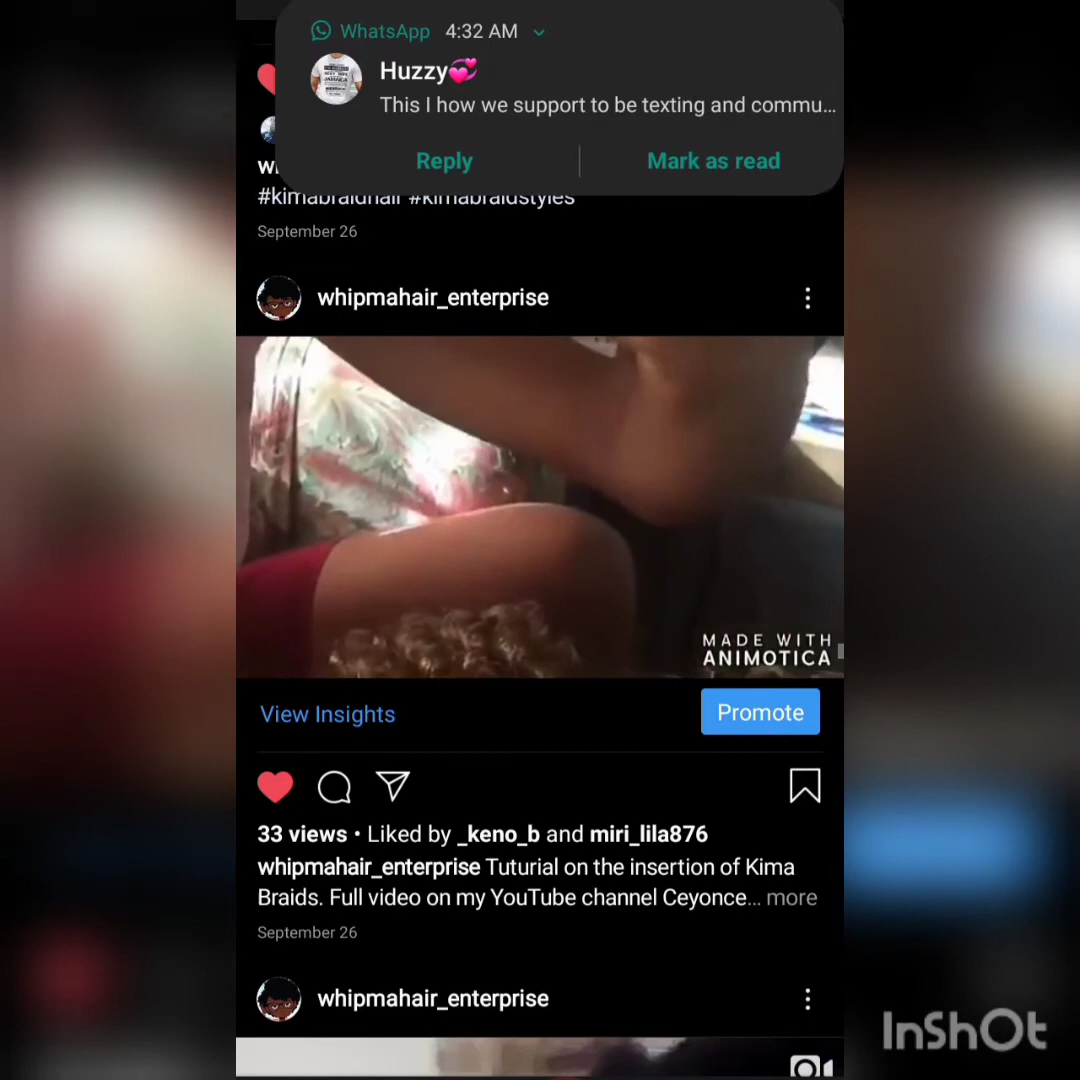 WhatsApp 4:32 AM
Huzzy
This I how we support to be texting and commu...
Reply Mark as read
#kimabraidhair #kimabraidstyles
September 26
whipmahair_enterprise
MADE WITH
ANIMOTICA
View Insights Promote
33 views • Liked by _keno_b and miri_lila876
whipmahair_enterprise Tuturial on the insertion of Kima
Braids. Full video on my YouTube channel Ceyonce... more
September 26
whipmahair_enterprise
InShOt